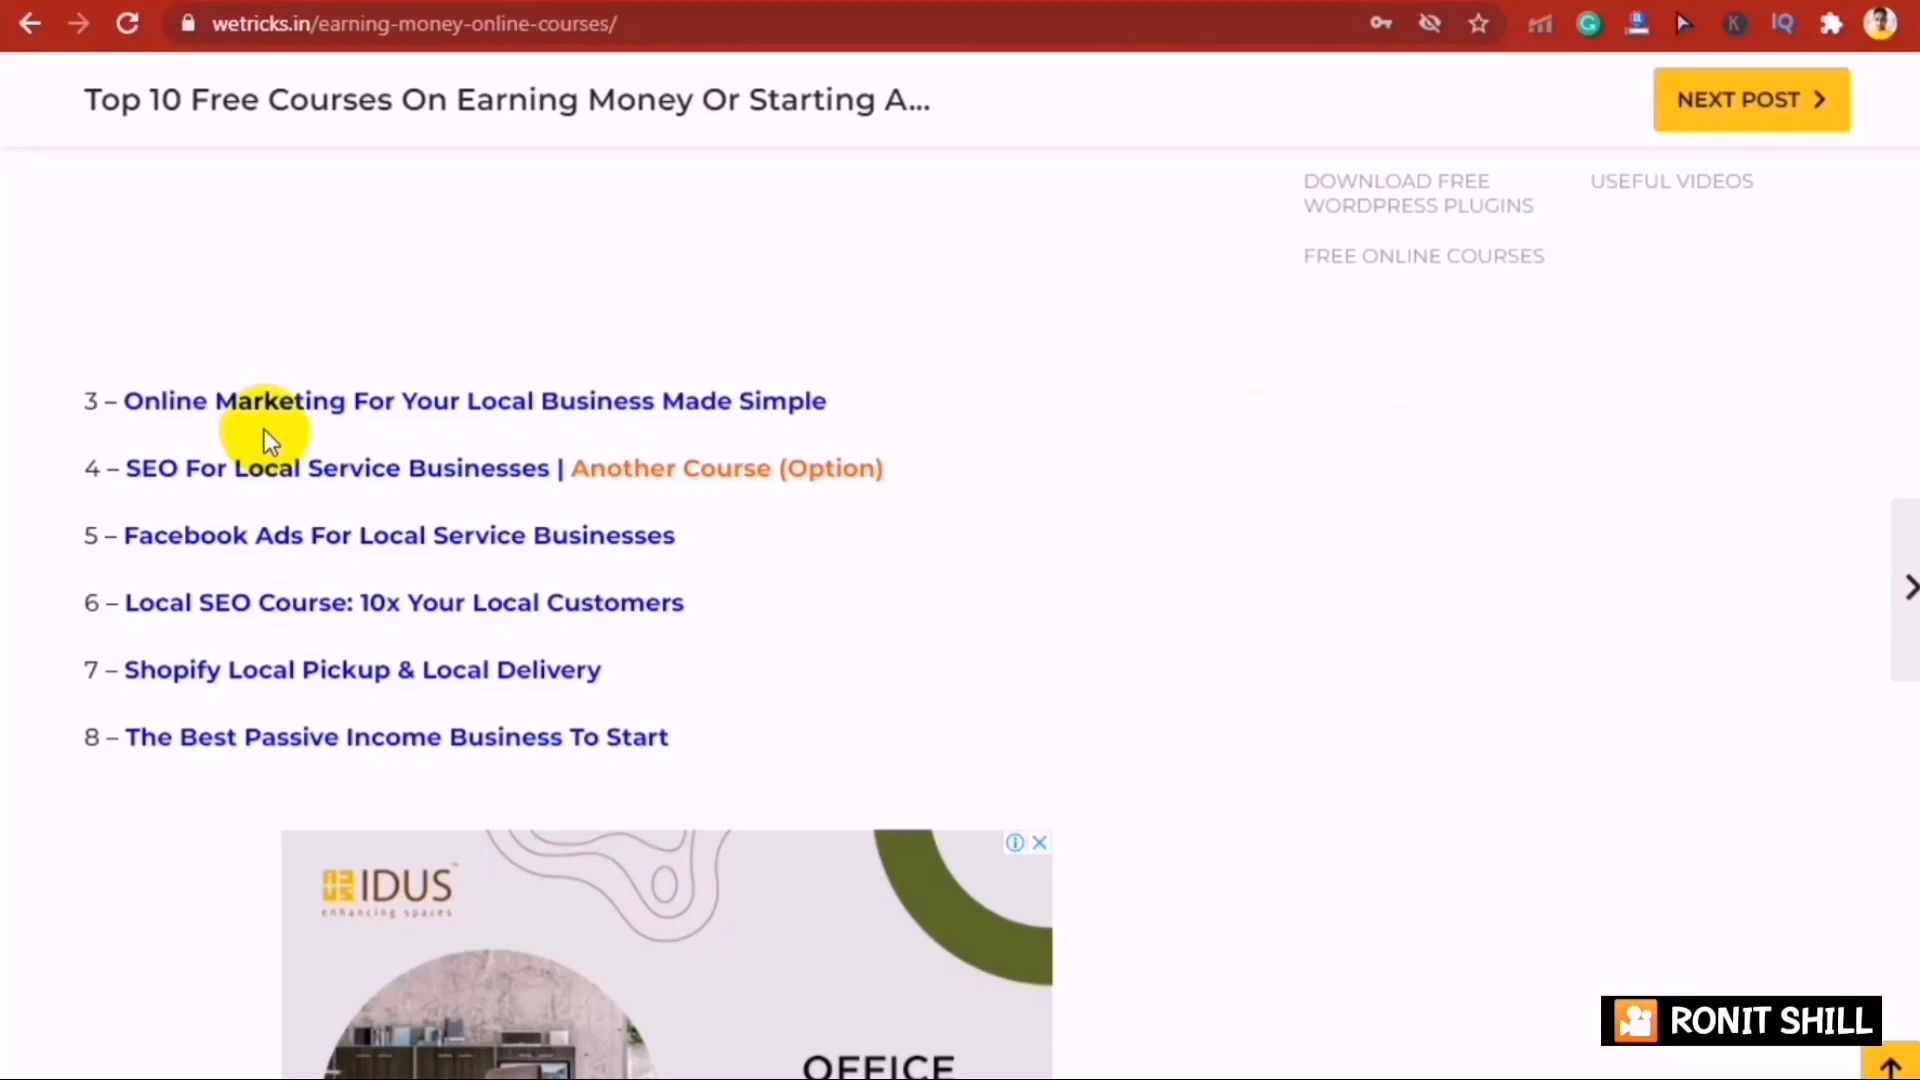 wetricks.in/earning-money-online-courses/
Top 10 Free Courses On Earning Money Or Starting A...
NEXT POST
DOWNLOAD FREE
WORDPRESS PLUGINS
USEFUL VIDEOS
FREE ONLINE COURSES
3 – Online Marketing For Your Local Business Made Simple
4 – SEO For Local Service Businesses | Another Course (Option)
5 – Facebook Ads For Local Service Businesses
6 – Local SEO Course: 10x Your Local Customers
7 – Shopify Local Pickup & Local Delivery
8 – The Best Passive Income Business To Start
IDUS™
enhancing spaces
OFFICE
RONIT SHILL